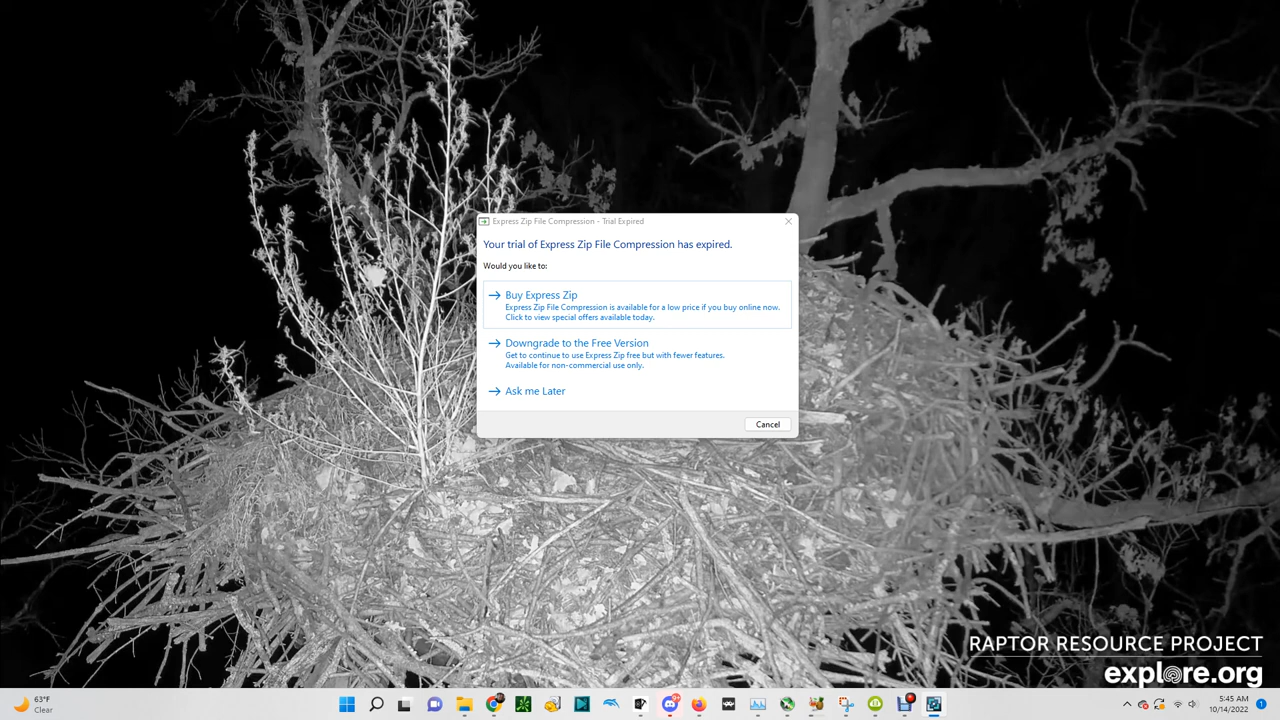 Express Zip File Compression - Trial Expired
Your trial of Express Zip File Compression has expired.
Would you like to:
Buy Express Zip
Express Zip File Compression is available for a low price if you buy online now.
Click to view special offers available today.
Downgrade to the Free Version
Get to continue to use Express Zip free but with fewer features.
Available for non-commercial use only.
Ask me Later
Cancel
RAPTOR RESOURCE PROJECT
explore.org
63°F
Clear
9+
5:45 AM
10/14/2022
1